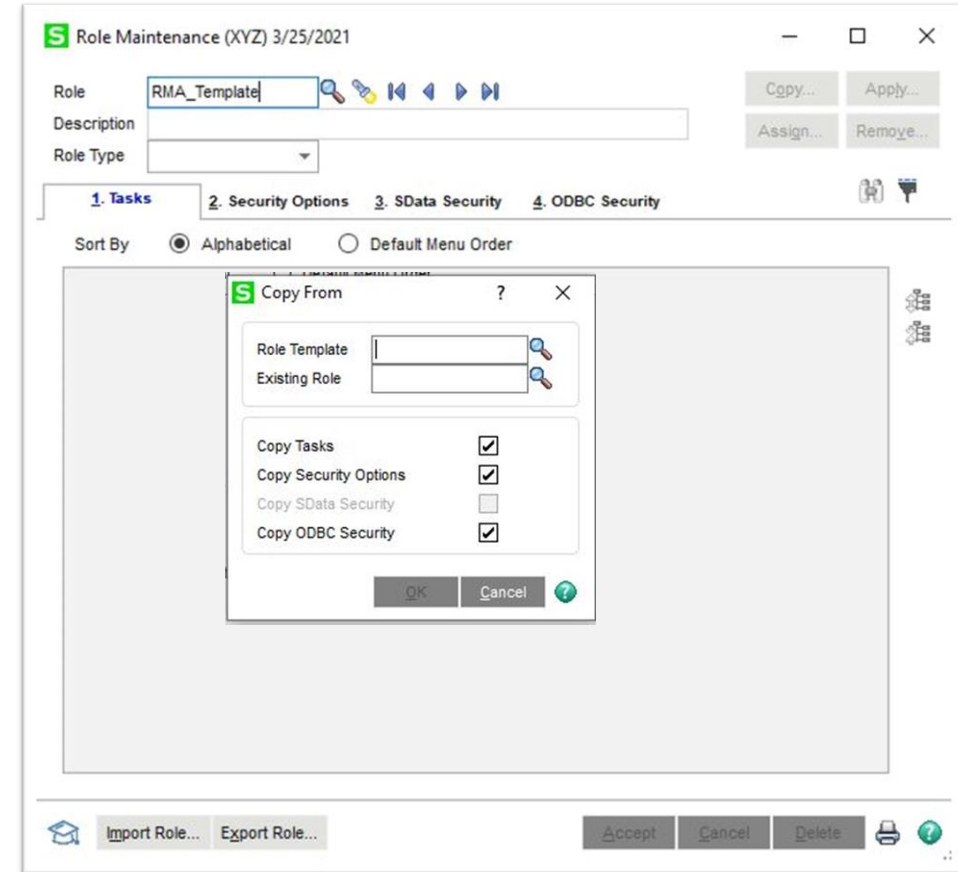 S Role Maintenance (XYZ) 3/25/2021
Role RMA_Template Copy... Apply...
Description Assign... Remove...
Role Type
1. Tasks 2. Security Options 3. SData Security 4. ODBC Security
Sort By Alphabetical Default Menu Order
Default Menu Order
S Copy From ?
Role Template
Existing Role
Copy Tasks
Copy Security Options
Copy SData Security
Copy ODBC Security
OK Cancel ?
Import Role... Export Role... Accept Cancel Delete ?